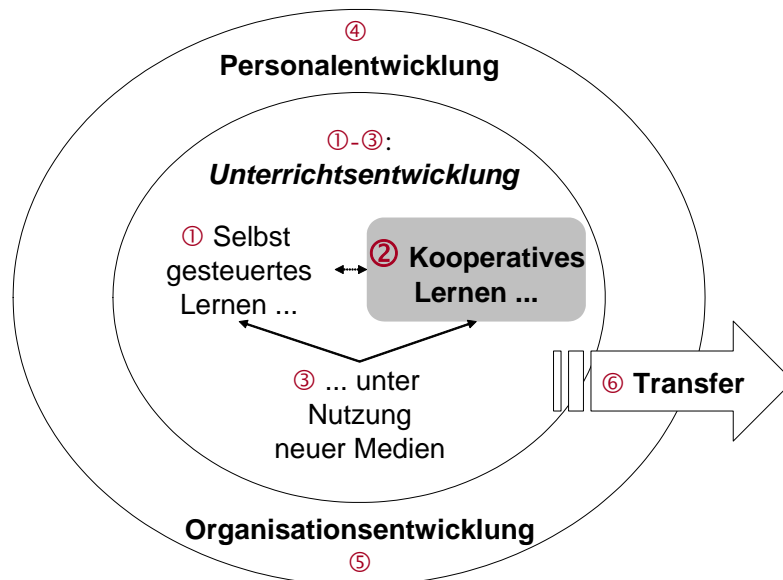 ④
Personalentwicklung
①-③:
Unterrichtsentwicklung
① Selbst
gesteuertes
Lernen ...
② Kooperatives
Lernen ...
③ ... unter
Nutzung
neuer Medien
⑥ Transfer
Organisationsentwicklung
⑤